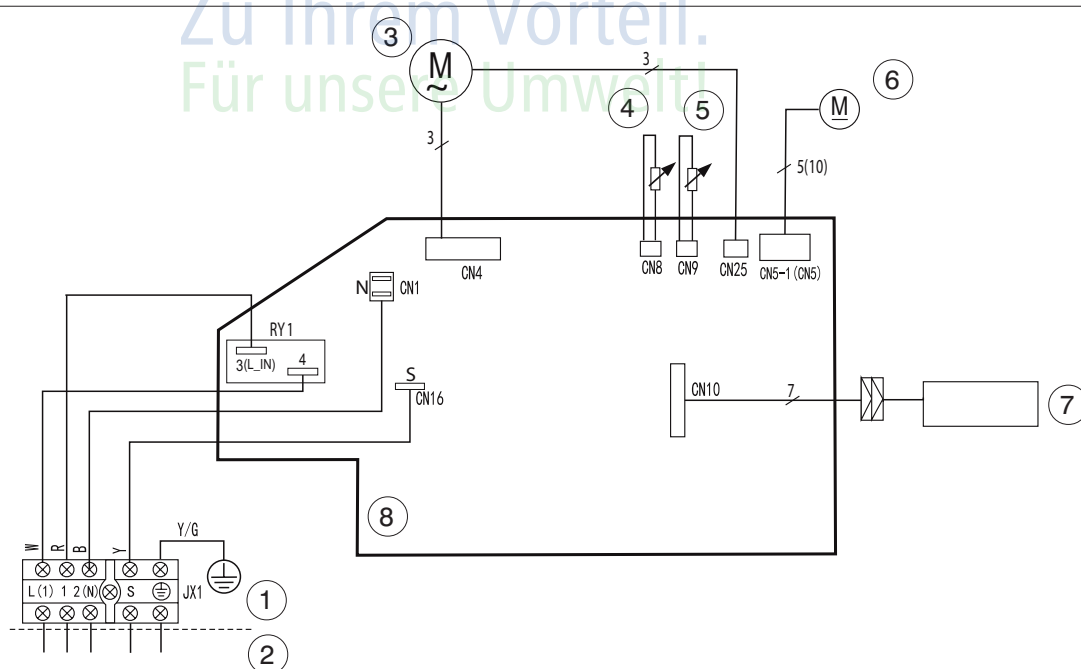 Zu Ihrem Vorteil.
Für unsere Umwelt!
3
M
~
3
4
5
6
M
3
5(10)
CN4
CN8
CN9
CN25
CN5-1(CN5)
N
CN1
RY1
3(L_IN)
4
S
CN16
CN10
7
7
8
W
R
B
Y
Y/G
L(1)
1
2(N)
S
JX1
1
2